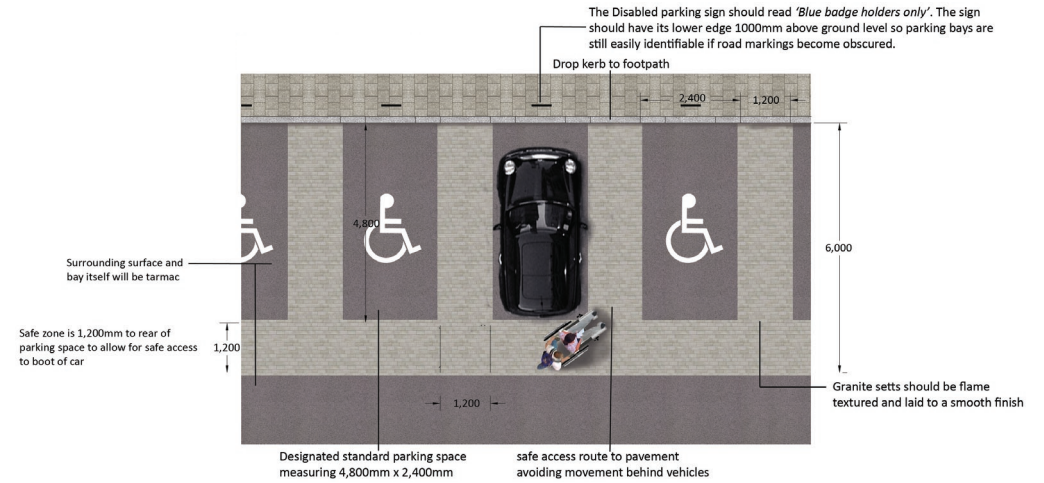 The Disabled parking sign should read 'Blue badge holders only'. The sign
should have its lower edge 1000mm above ground level so parking bays are
still easily identifiable if road markings become obscured.
Drop kerb to footpath
2,400
1,200
4,800
6,000
Surrounding surface and
bay itself will be tarmac
Safe zone is 1,200mm to rear of
parking space to allow for safe access
to boot of car
1,200
1,200
Granite setts should be flame
textured and laid to a smooth finish
Designated standard parking space
measuring 4,800mm x 2,400mm
safe access route to pavement
avoiding movement behind vehicles